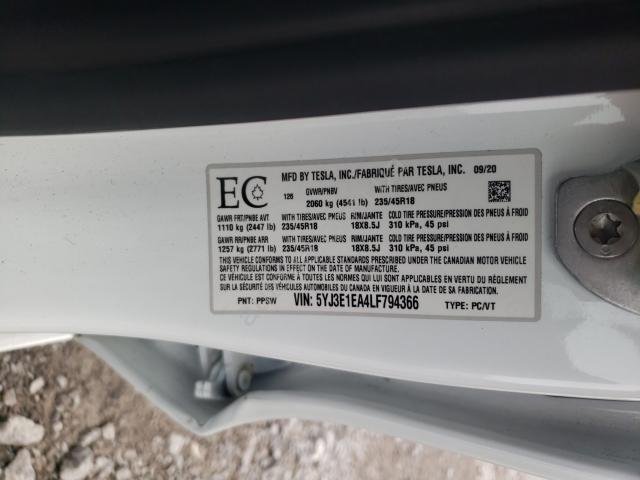 EC
MFD BY TESLA, INC./FABRIQUÉ PAR TESLA, INC. 09/20
126 GVWR/PNBV WITH TIRES/AVEC PNEUS
2060 kg (4541 lb) 235/45R18
GAWR FRT/PNBE AVT WITH TIRES/AVEC PNEUS RIM/JANTE COLD TIRE PRESSURE/PRESSION DES PNEUS À FROID
1110 kg (2447 lb) 235/45R18 18X8.5J 310 kPa, 45 psi
GAWR RR/PNBE ARR WITH TIRES/AVEC PNEUS RIM/JANTE COLD TIRE PRESSURE/PRESSION DES PNEUS À FROID
1257 kg (2771 lb) 235/45R18 18X8.5J 310 kPa, 45 psi
THIS VEHICLE CONFORMS TO ALL APPLICABLE STANDARDS PRESCRIBED UNDER THE CANADIAN MOTOR VEHICLE
SAFETY REGULATIONS IN EFFECT ON THE DATE OF MANUFACTURE
CE VÉHICULE EST CONFORME À TOUTES LES NORMES QUI LUI SONT APPLICABLES EN VERTU DU RÈGLEMENT
SUR LA SÉCURITÉ DES VÉHICULES AUTOMOBILES DU CANADA EN VIGUEUR À LA DATE DE SA FABRICATION.
PNT: PPSW VIN: 5YJ3E1EA4LF794366 TYPE: PC/VT